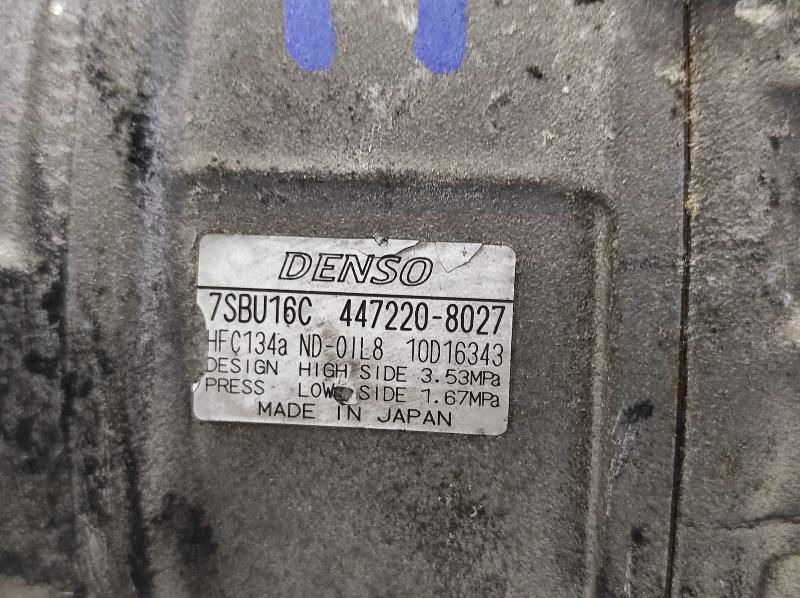 DENSO
7SBU16C 447220-8027
HFC134a ND-OIL8 10D16343
DESIGN HIGH SIDE 3.53MPa
PRESS LOW SIDE 1.67MPa
MADE IN JAPAN